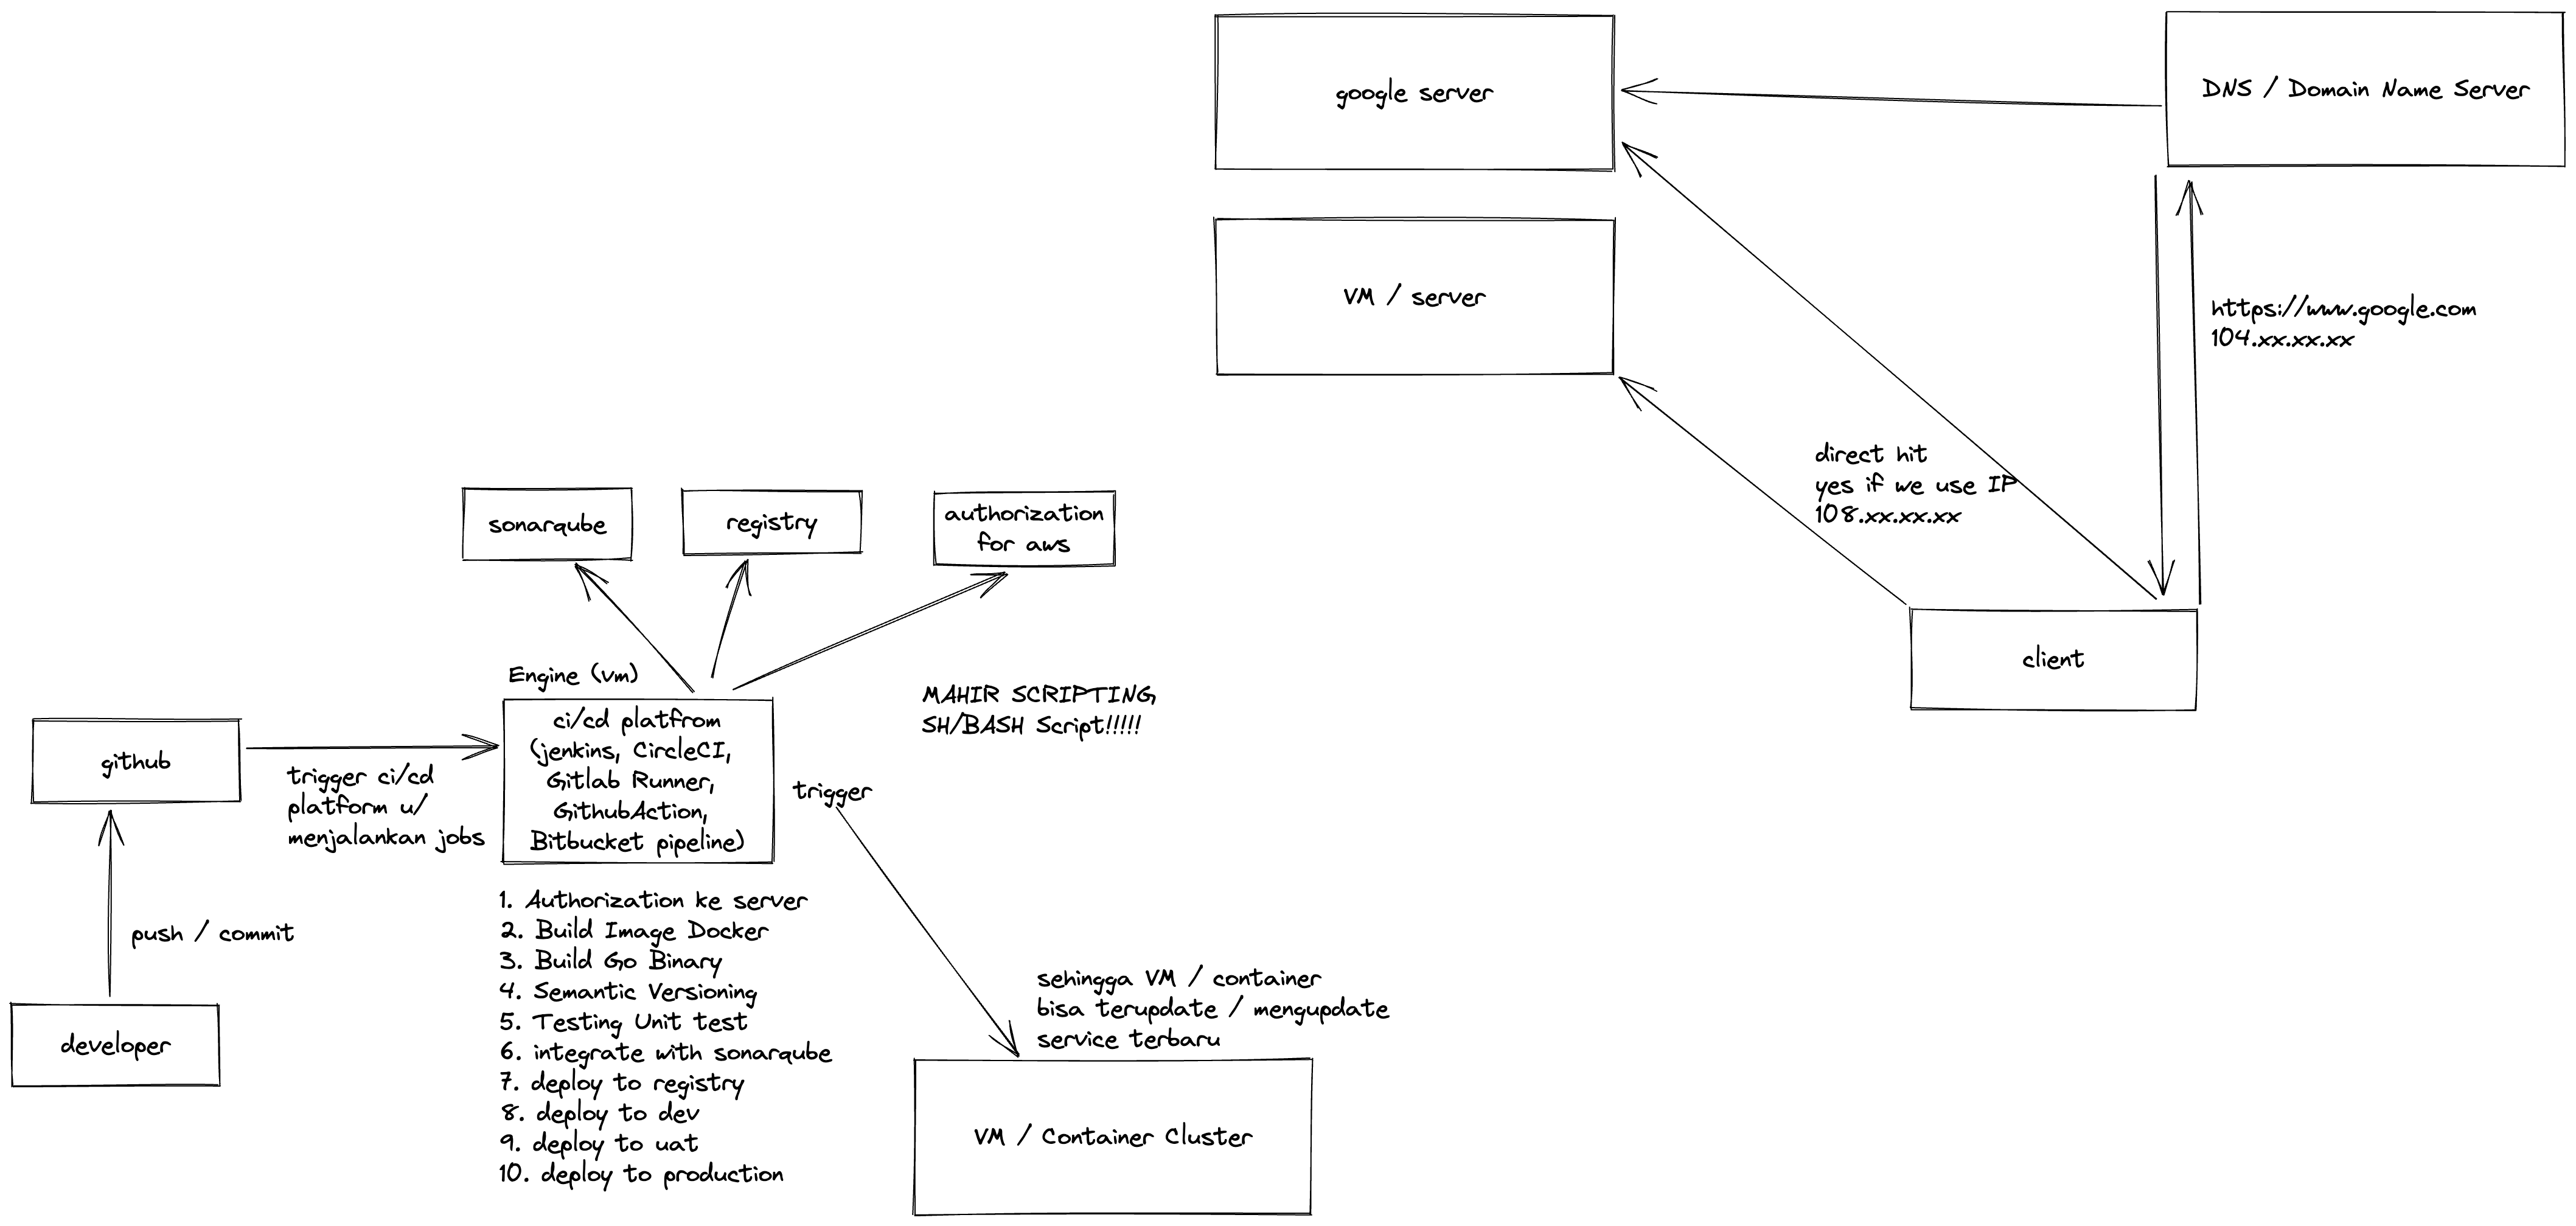 google server
DNS / Domain Name Server
VM / server
https://www.google.com
104.xx.xx.xx
direct hit
yes if we use IP
108.xx.xx.xx
client
sonarqube
registry
authorization
for aws
Engine (vm)
ci/cd platfrom
(jenkins, CircleCI,
Gitlab Runner,
GithubAction,
Bitbucket pipeline)
MAHIR SCRIPTING,
SH/BASH Script!!!!!
github
trigger ci/cd
platform u/
menjalankan jobs
trigger
push / commit
developer
1. Authorization ke server
2. Build Image Docker
3. Build Go Binary
4. Semantic Versioning
5. Testing Unit test
6. integrate with sonarqube
7. deploy to registry
8. deploy to dev
9. deploy to uat
10. deploy to production
sehingga VM / container
bisa terupdate / mengupdate
service terbaru
VM / Container Cluster